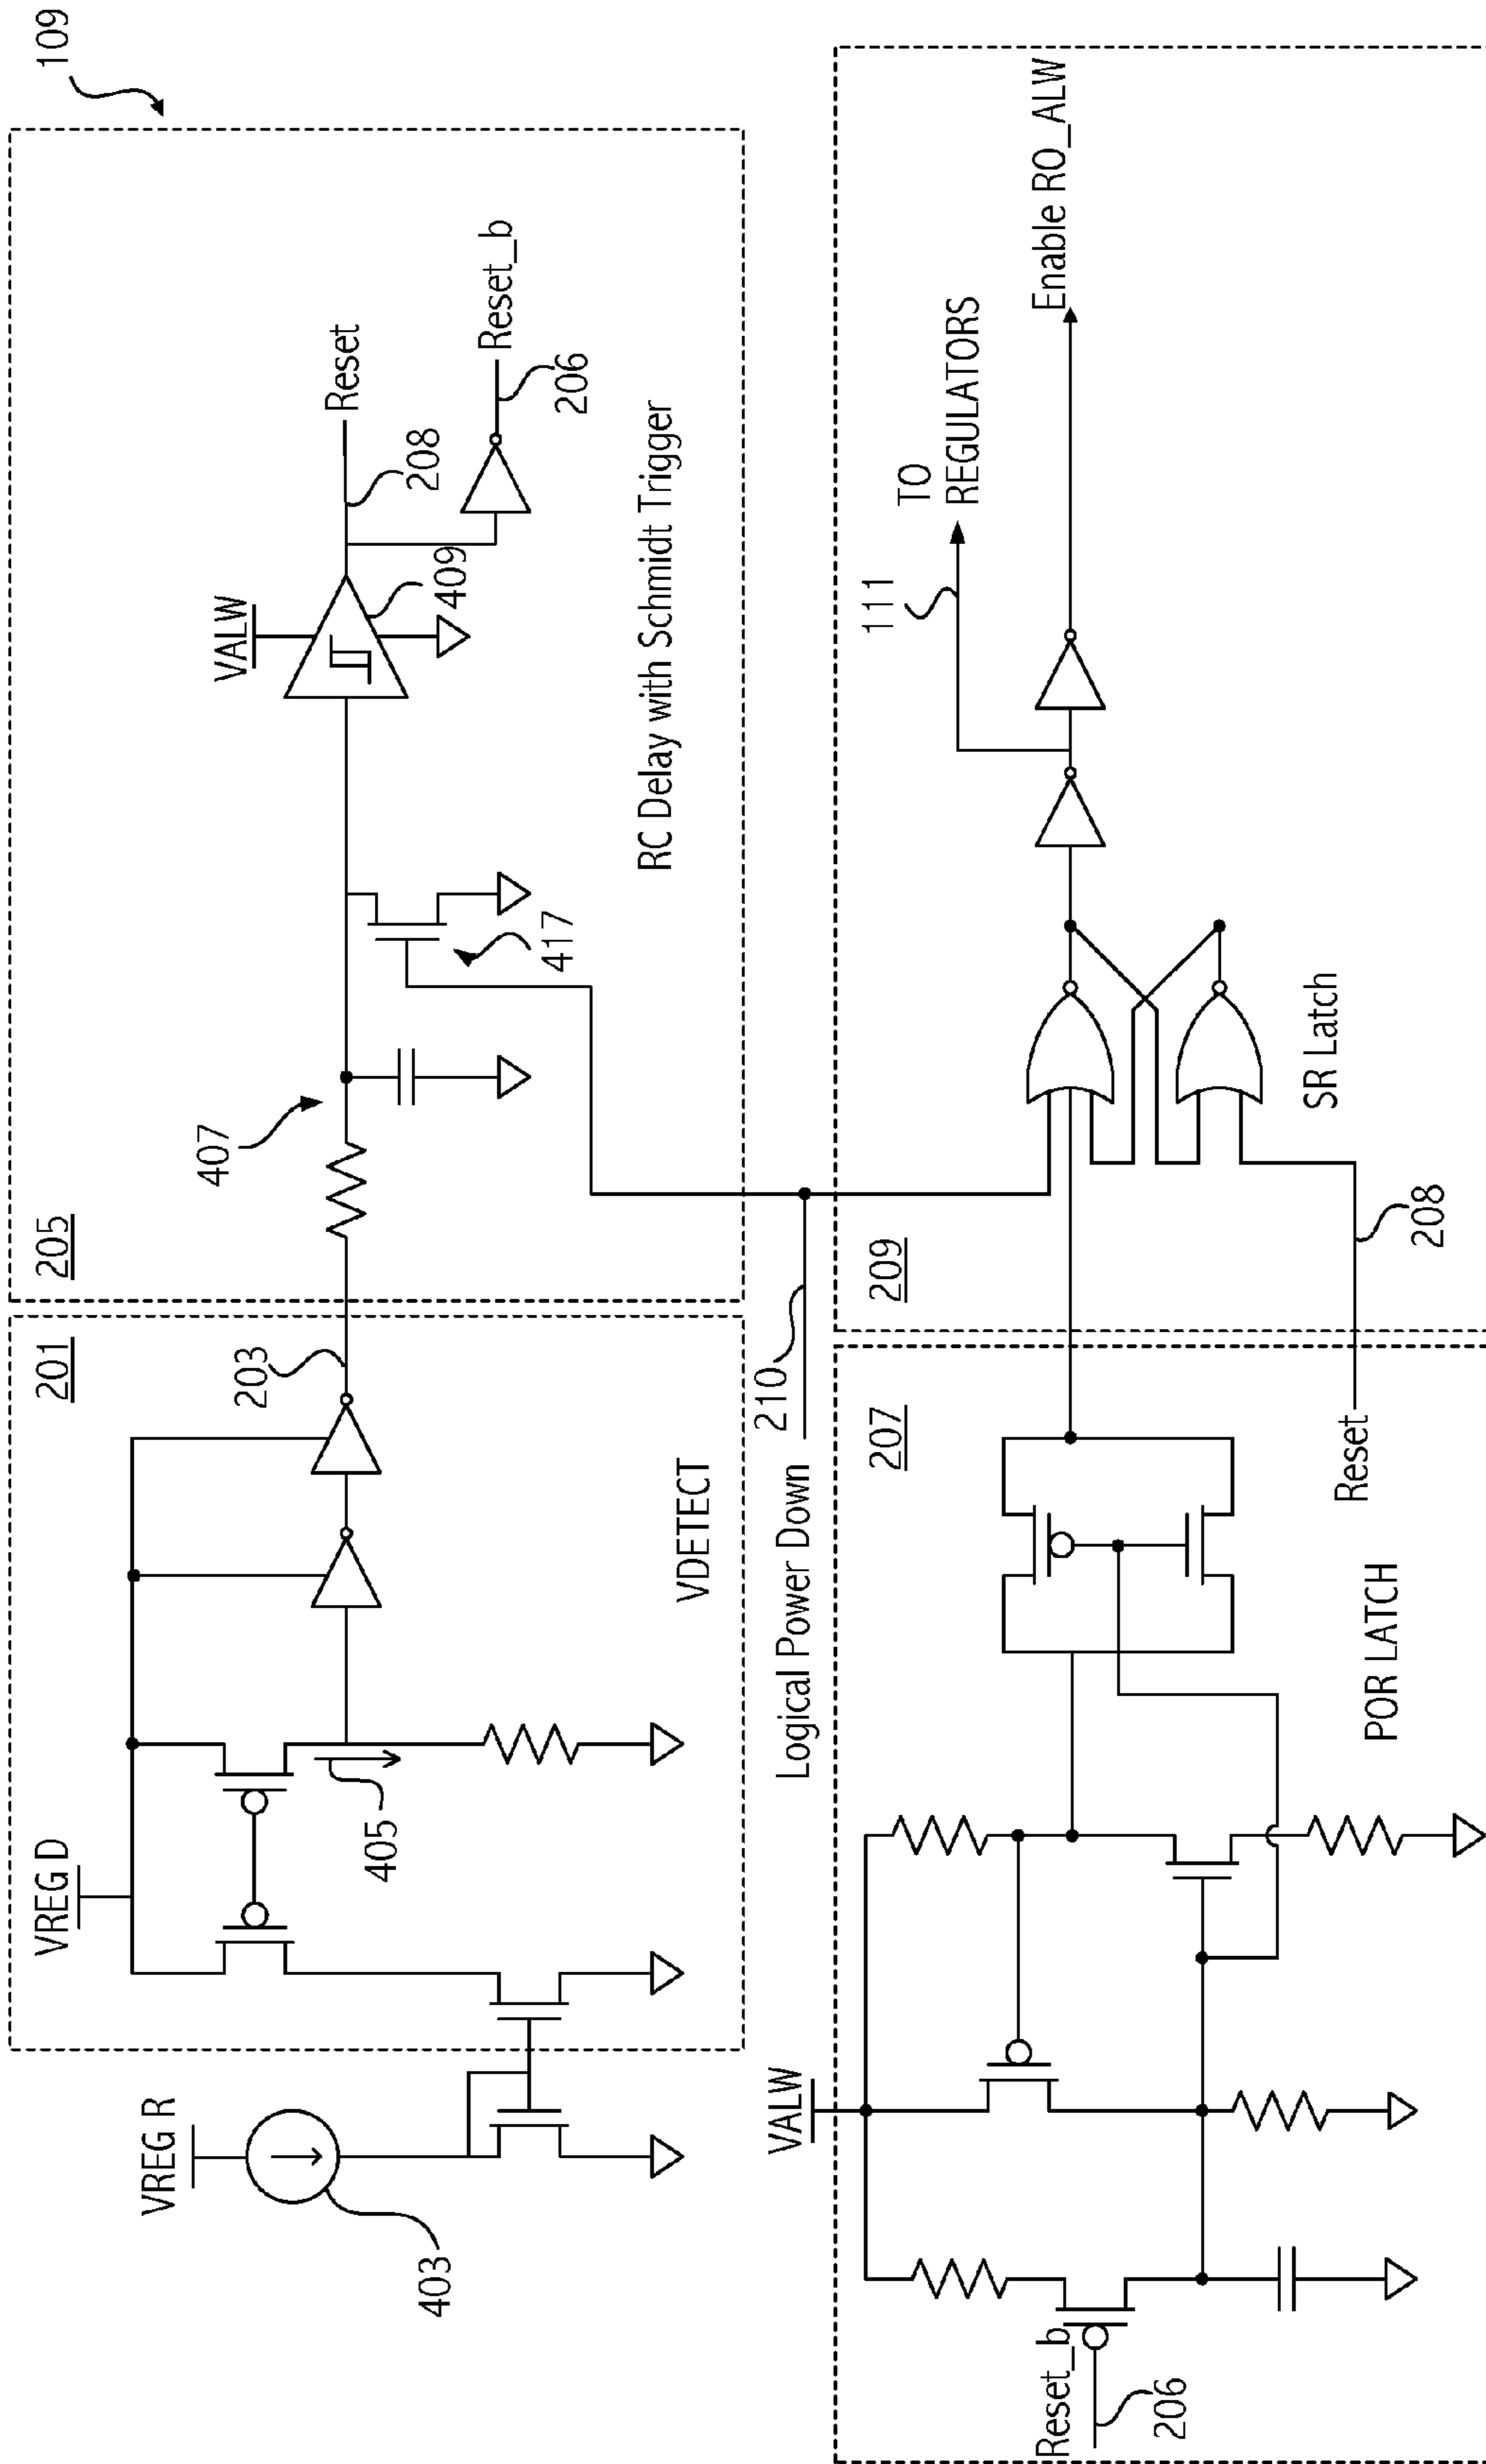 109
201
VREG R
VREG D
403
405
203
VDETECT
205
407
417
VALW
409
Reset
208
Reset_b
206
RC Delay with Schmidt Trigger
Logical Power Down
210
207
VALW
Reset_b
206
POR LATCH
Reset
208
209
SR Latch
111
TO
REGULATORS
Enable RO_ALW